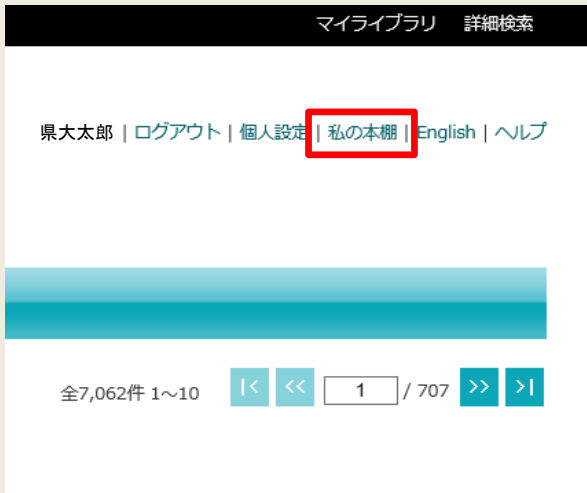 マイライブラリ 詳細検索
県大太郎 | ログアウト | 個人設定 | 私の本棚 | English | ヘルプ
全7,062件 1～10 |< << 1 / 707 >> >|